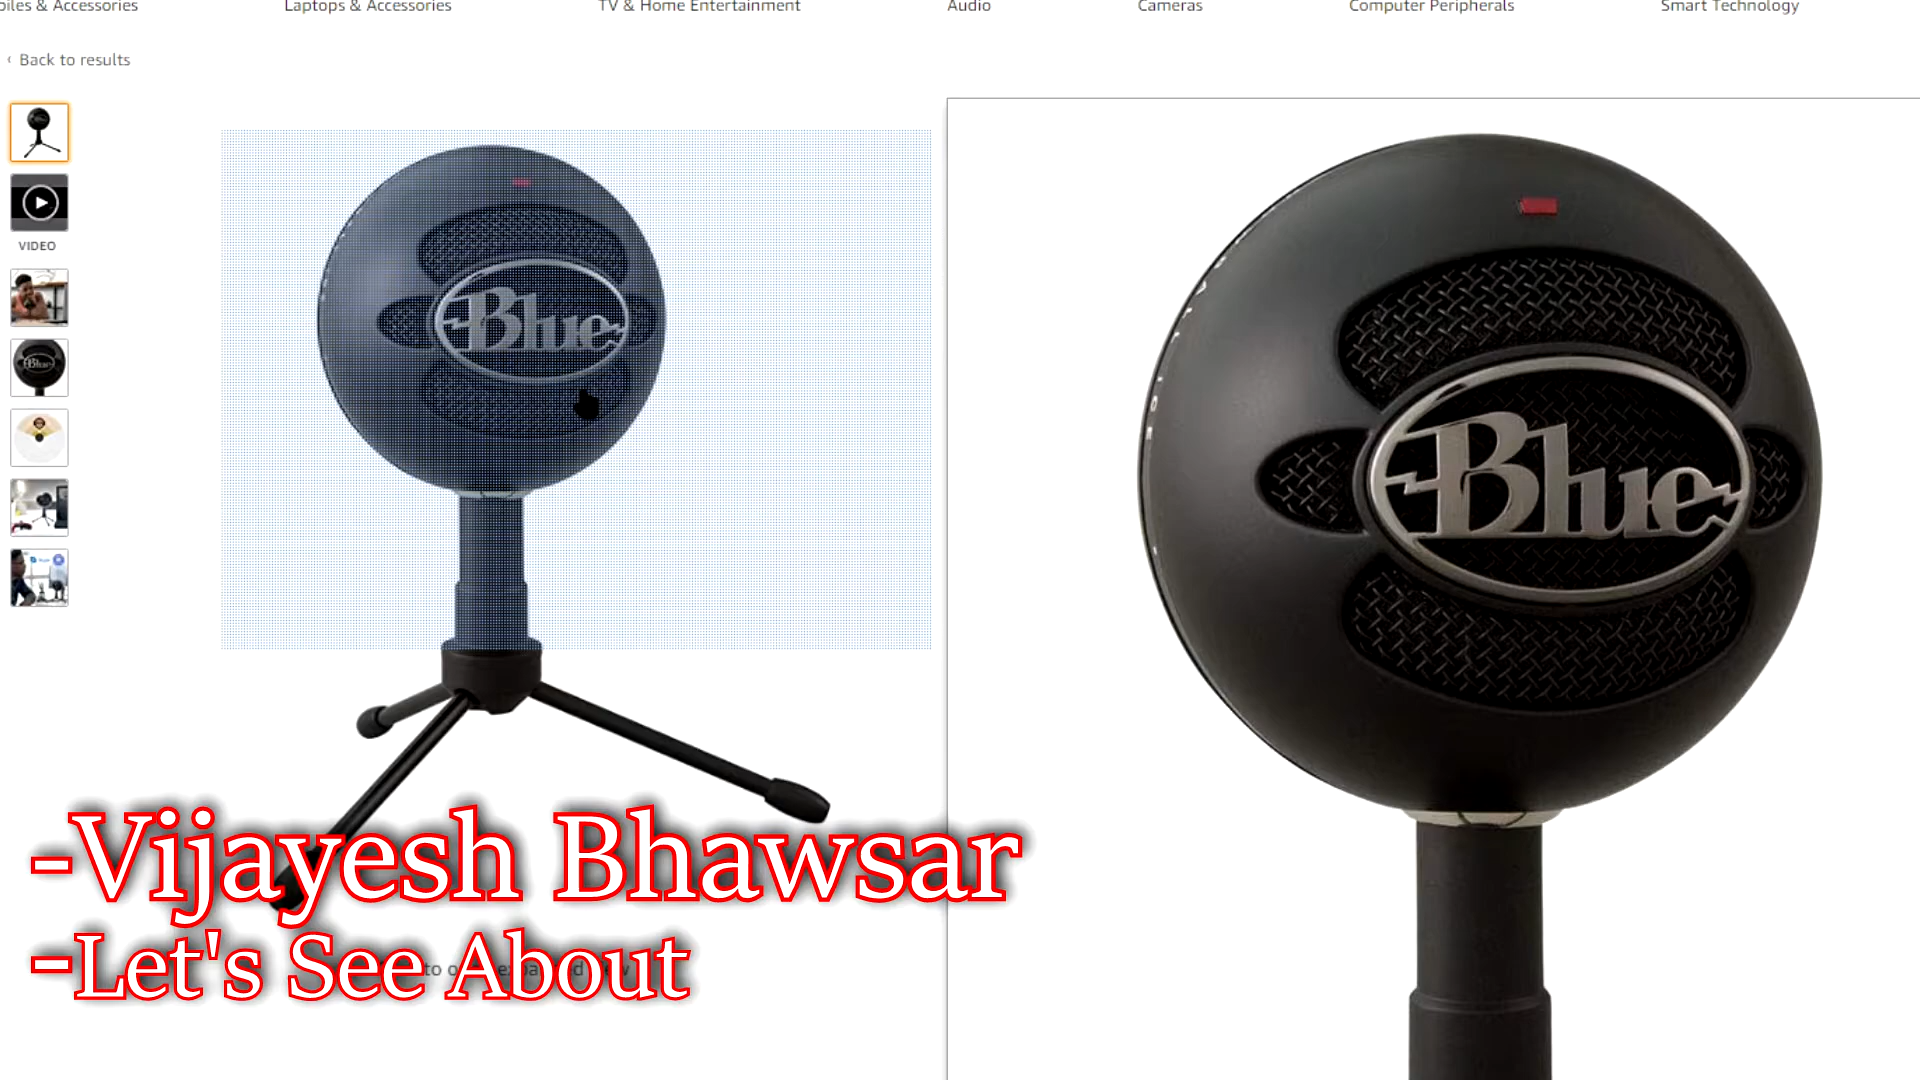 Laptops & Accessories
TV & Home Entertainment
Audio
Cameras
Computer Peripherals
Smart Technology
‹ Back to results
VIDEO
Blue
Blue
-Vijayesh Bhawsar
-Let's See About